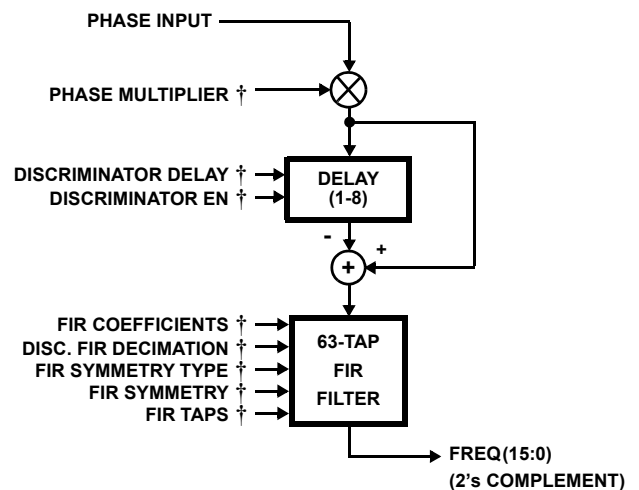 PHASE INPUT
PHASE MULTIPLIER †
DISCRIMINATOR DELAY †
DISCRIMINATOR EN †
DELAY
(1-8)
-
+
+
FIR COEFFICIENTS †
DISC. FIR DECIMATION †
FIR SYMMETRY TYPE †
FIR SYMMETRY †
FIR TAPS †
63-TAP
FIR
FILTER
FREQ(15:0)
(2’s COMPLEMENT)